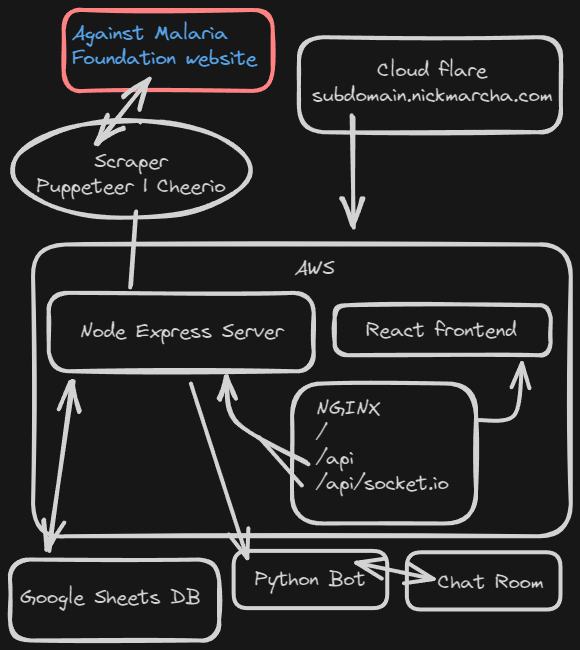 Against Malaria
Foundation website
Cloud flare
subdomain.nickmarcha.com
Scraper
Puppeteer | Cheerio
AWS
Node Express Server
React frontend
NGINX
/
/api
/api/socket.io
Google Sheets DB
Python Bot
Chat Room